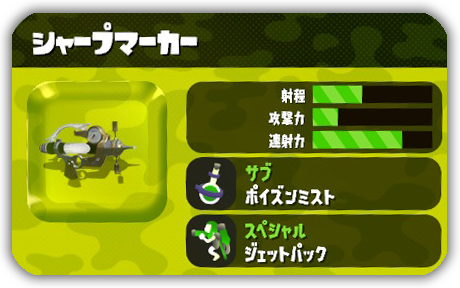 シャープマーカー
射程
攻撃力
連射力
サブ
ポイズンミスト
スペシャル
ジェットパック